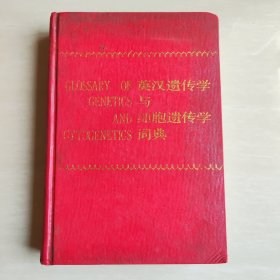 GLOSSARY OF 英汉遗传学
GENETICS 与
AND 细胞遗传学
CYTOGENETICS 词典